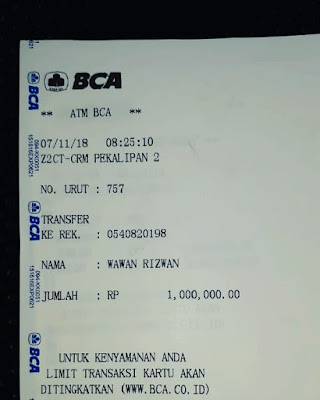 BCA
** ATM BCA **
07/11/18 08:25:10
Z2CT-CRM PEKALIPAN 2
NO. URUT : 757
TRANSFER
KE REK. : 0540820198
NAMA : WAWAN RIZWAN
JUMLAH : RP 1,000,000.00
UNTUK KENYAMANAN ANDA
LIMIT TRANSAKSI KARTU AKAN
DITINGKATKAN (WWW.BCA.CO.ID)
BCA
BCA
BCA